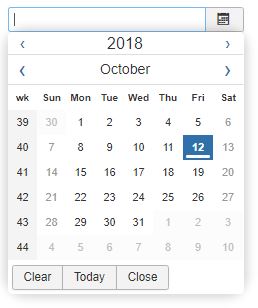 ‹ 2018 ›
‹ October ›
wk Sun Mon Tue Wed Thu Fri Sat
39 30 1 2 3 4 5 6
40 7 8 9 10 11 12 13
41 14 15 16 17 18 19 20
42 21 22 23 24 25 26 27
43 28 29 30 31 1 2 3
44 4 5 6 7 8 9 10
Clear Today Close